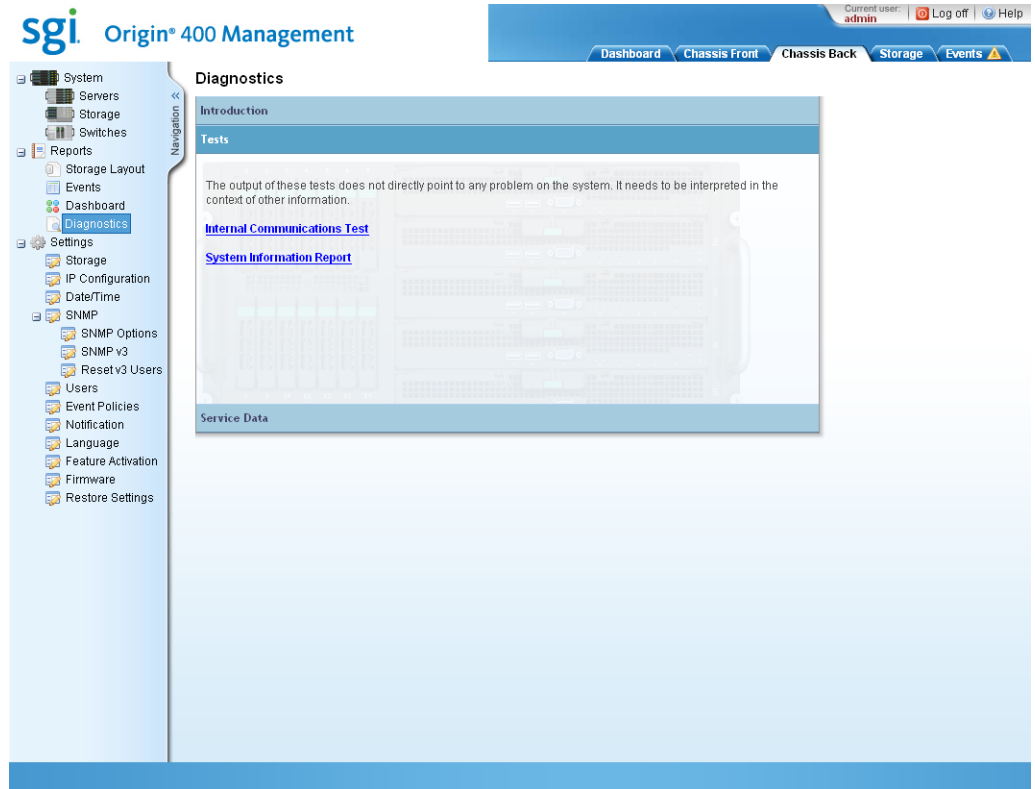 sgi. Origin® 400 Management
Current user:
admin
Log off
Help
Dashboard
Chassis Front
Chassis Back
Storage
Events
System
Servers
Storage
Switches
Reports
Storage Layout
Events
Dashboard
Diagnostics
Settings
Storage
IP Configuration
Date/Time
SNMP
SNMP Options
SNMP v3
Reset v3 Users
Users
Event Policies
Notification
Language
Feature Activation
Firmware
Restore Settings
«
Navigation
Diagnostics
Introduction
Tests
The output of these tests does not directly point to any problem on the system. It needs to be interpreted in the
context of other information.
Internal Communications Test
System Information Report
Service Data